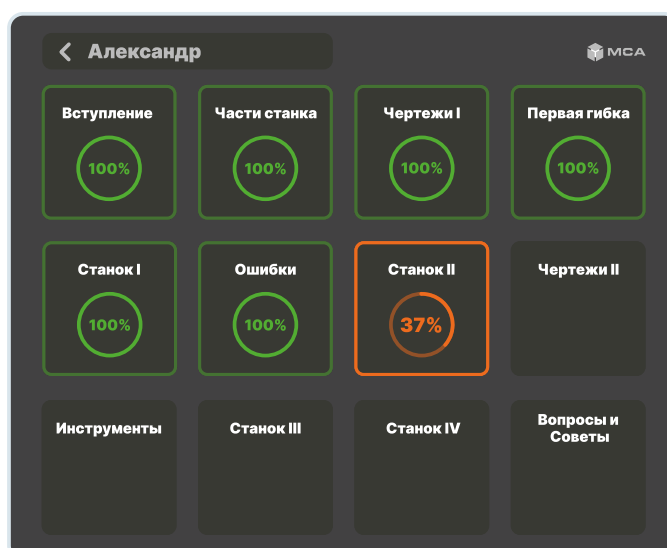 Александр
MCA
Вступление
Части станка
Чертежи I
Первая гибка
100%
100%
100%
100%
Станок I
Ошибки
Станок II
Чертежи II
100%
100%
37%
Инструменты
Станок III
Станок IV
Вопросы и
Советы